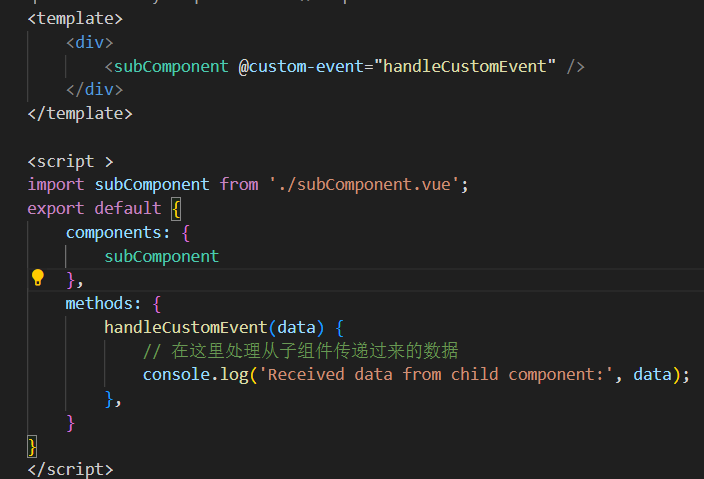 <template>
    <div>
        <subComponent @custom-event="handleCustomEvent" />
    </div>
</template>

<script >
import subComponent from './subComponent.vue';
export default {
    components: {
        subComponent
    },
    methods: {
        handleCustomEvent(data) {
            // 在这里处理从子组件传递过来的数据
            console.log('Received data from child component:', data);
        },
    }
}
</script>